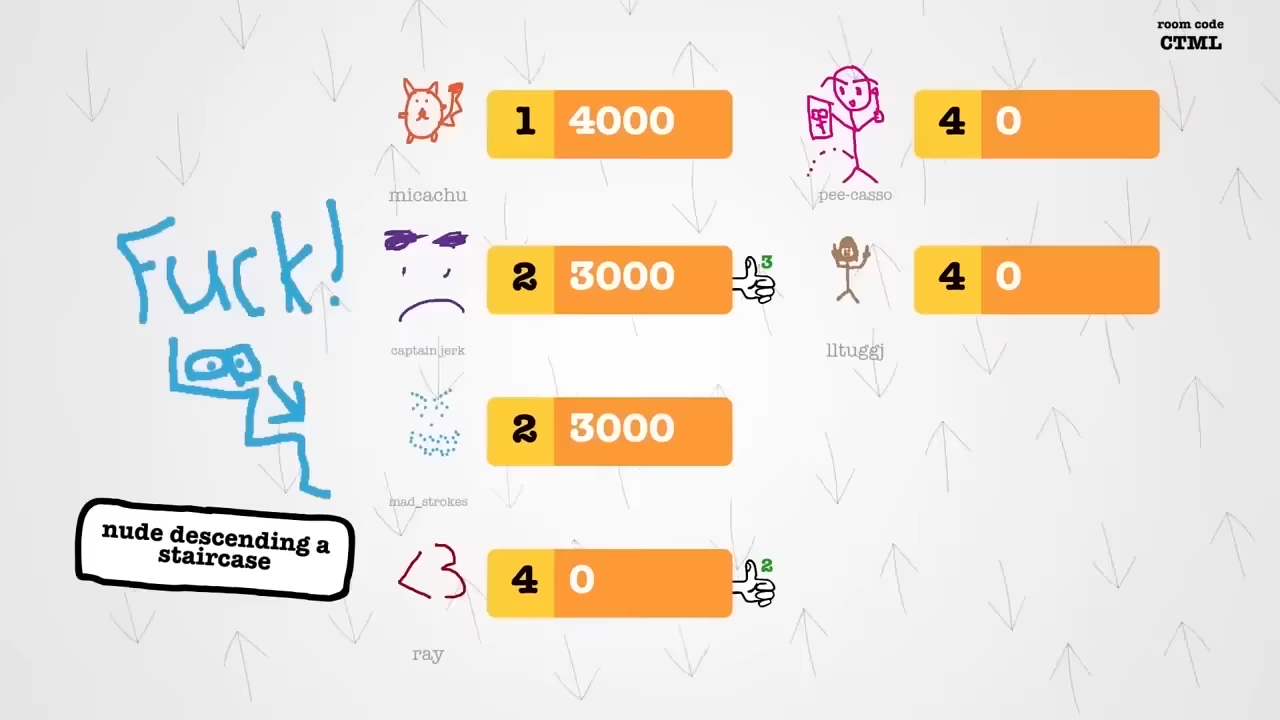 room code
CTML
1 4000
micachu
4 0
pee-casso
Fuck!
2 3000
3
captain jerk
4 0
lltuggj
2 3000
mad_strokes
nude descending a
staircase
4 0
2
<3
ray